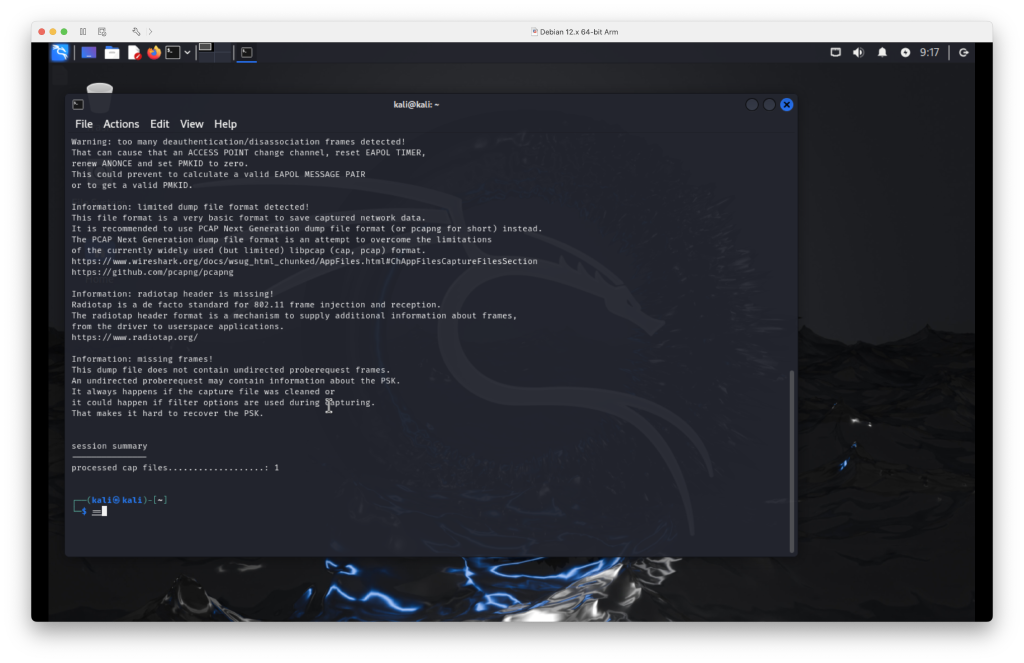 Debian 12.x 64-bit Arm
9:17
kali@kali: ~
File Actions Edit View Help
Warning: too many deauthentication/disassociation frames detected!
That can cause that an ACCESS POINT change channel, reset EAPOL TIMER,
renew ANONCE and set PMKID to zero.
This could prevent to calculate a valid EAPOL MESSAGE PAIR
or to get a valid PMKID.
Information: limited dump file format detected!
This file format is a very basic format to save captured network data.
It is recommended to use PCAP Next Generation dump file format (or pcapng for short) instead.
The PCAP Next Generation dump file format is an attempt to overcome the limitations
of the currently widely used (but limited) libpcap (cap, pcap) format.
https://www.wireshark.org/docs/wsug_html_chunked/AppFiles.html#ChAppFilesCaptureFilesSection
https://github.com/pcapng/pcapng
Information: radiotap header is missing!
Radiotap is a de facto standard for 802.11 frame injection and reception.
The radiotap header format is a mechanism to supply additional information about frames,
from the driver to userspace applications.
https://www.radiotap.org/
Information: missing frames!
This dump file does not contain undirected proberequest frames.
An undirected proberequest may contain information about the PSK.
It always happens if the capture file was cleaned or
it could happen if filter options are used during capturing.
That makes it hard to recover the PSK.
session summary
processed cap files...................: 1
┌──(kali㉿kali)-[~]
└─$ ==